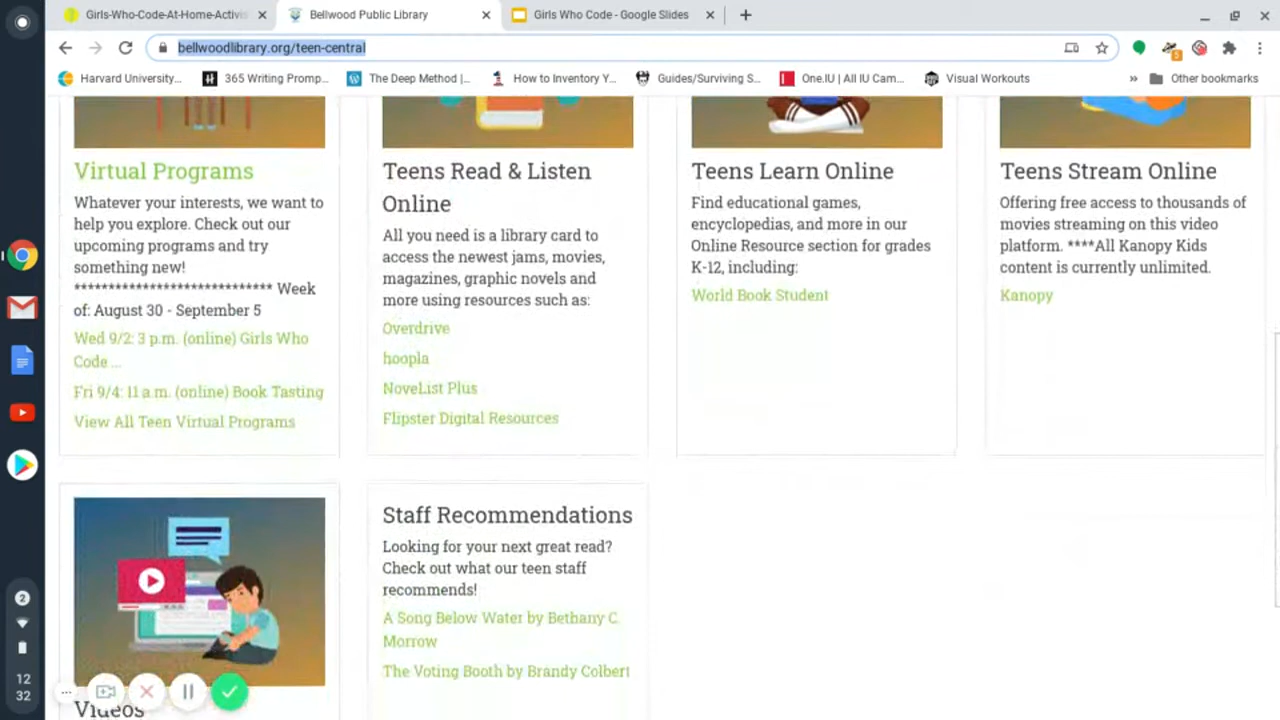 Girls-Who-Code-At-Home-Activi
Bellwood Public Library
Girls Who Code - Google Slides
bellwoodlibrary.org/teen-central
5
Harvard University...
365 Writing Promp...
The Deep Method |...
How to Inventory Y...
Guides/Surviving S...
One.IU | All IU Cam...
Visual Workouts
»
Other bookmarks
Virtual Programs
Whatever your interests, we want to
help you explore. Check out our
upcoming programs and try
something new!
**************************** Week
of: August 30 - September 5
Wed 9/2: 3 p.m. (online) Girls Who
Code ...
Fri 9/4: 11 a.m. (online) Book Tasting
View All Teen Virtual Programs
Teens Read & Listen
Online
All you need is a library card to
access the newest jams, movies,
magazines, graphic novels and
more using resources such as:
Overdrive
hoopla
NoveList Plus
Flipster Digital Resources
Teens Learn Online
Find educational games,
encyclopedias, and more in our
Online Resource section for grades
K-12, including:
World Book Student
Teens Stream Online
Offering free access to thousands of
movies streaming on this video
platform. ****All Kanopy Kids
content is currently unlimited.
Kanopy
Videos
Staff Recommendations
Looking for your next great read?
Check out what our teen staff
recommends!
A Song Below Water by Bethany C.
Morrow
The Voting Booth by Brandy Colbert
2
12
32